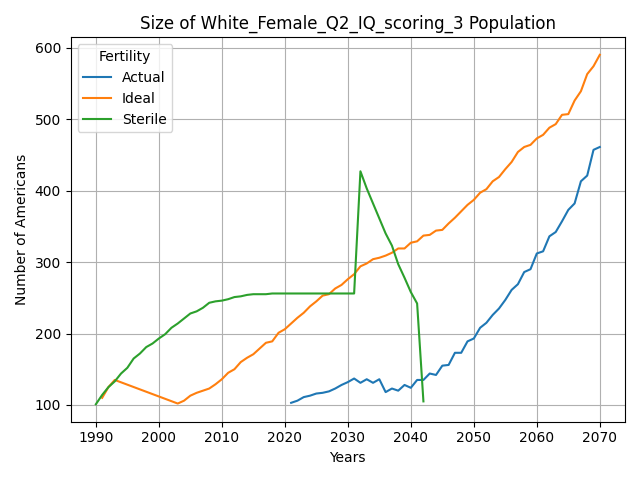 Size of White_Female_Q2_IQ_scoring_3 Population
Fertility
Actual
Ideal
Sterile
Number of Americans
600
500
400
300
200
100
1990 2000 2010 2020 2030 2040 2050 2060 2070
Years